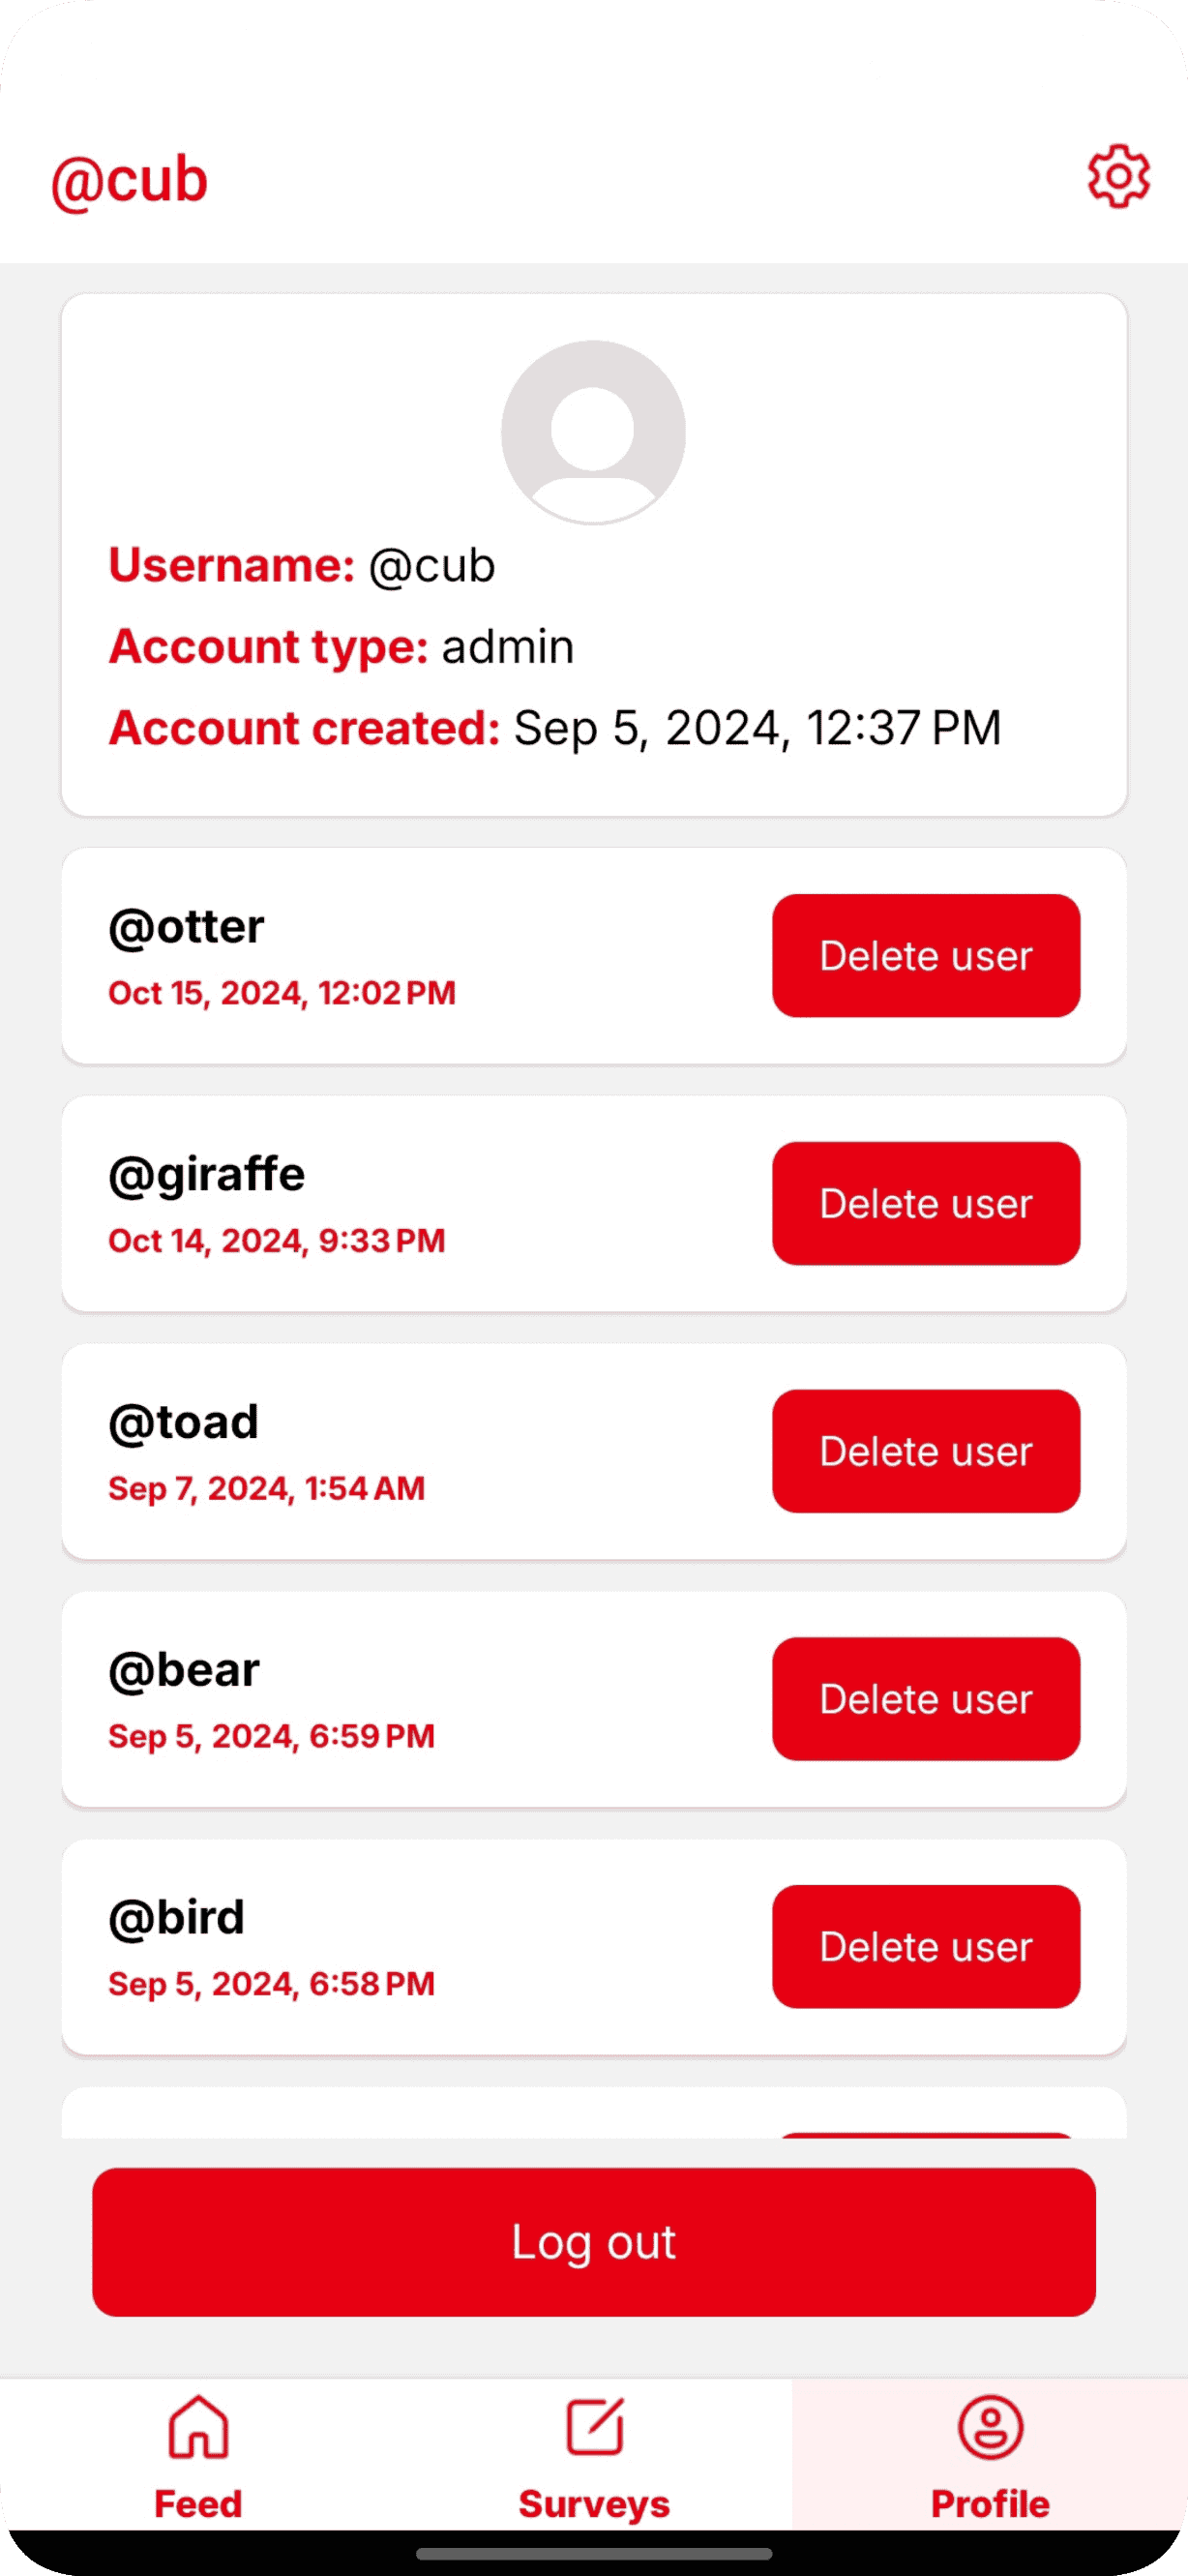 @cub
Username: @cub
Account type: admin
Account created: Sep 5, 2024, 12:37 PM
@otter
Oct 15, 2024, 12:02 PM
Delete user
@giraffe
Oct 14, 2024, 9:33 PM
Delete user
@toad
Sep 7, 2024, 1:54 AM
Delete user
@bear
Sep 5, 2024, 6:59 PM
Delete user
@bird
Sep 5, 2024, 6:58 PM
Delete user
Log out
Feed
Surveys
Profile